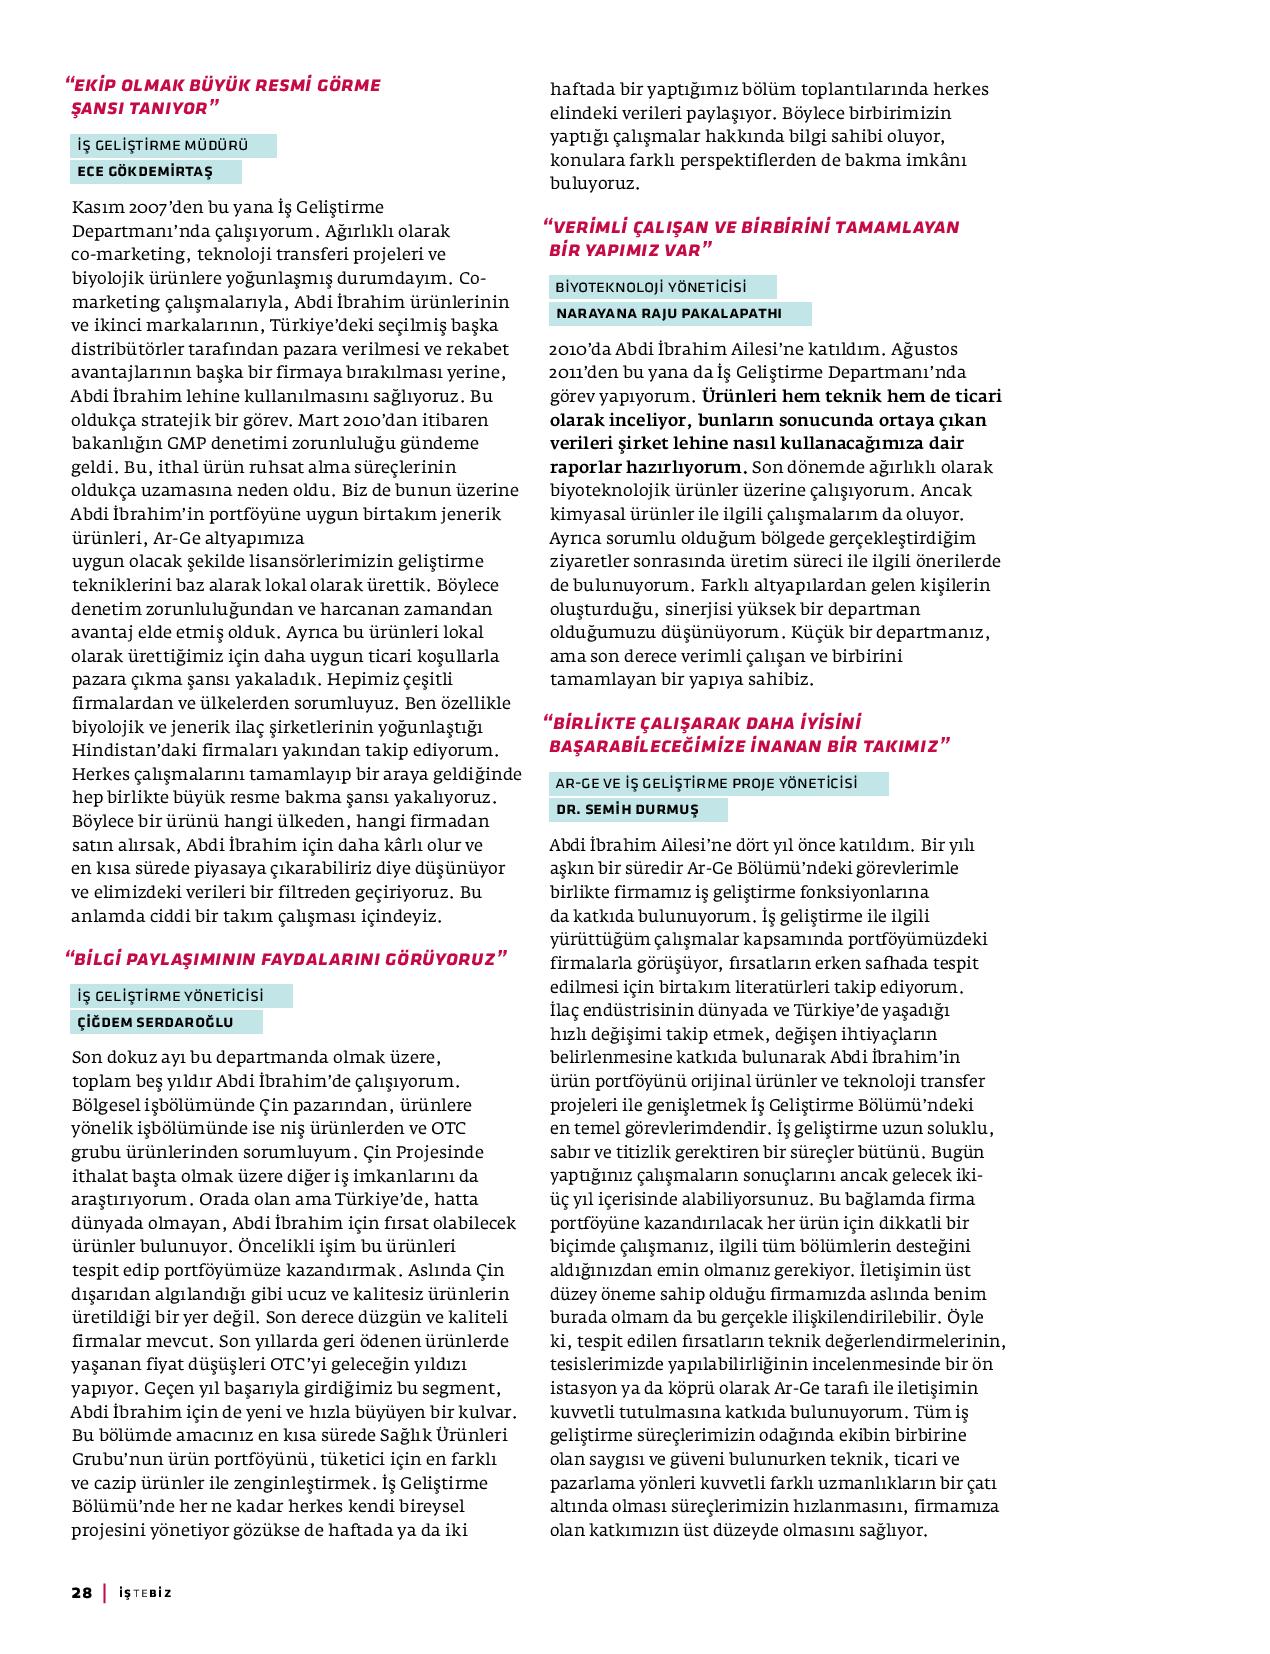 “EKİP OLMAK BÜYÜK RESMİ GÖRME
ŞANSI TANIYOR”
İŞ GELİŞTİRME MÜDÜRÜ
ECE GÖKDEMİRTAŞ
Kasım 2007’den bu yana İş Geliştirme
Departmanı’nda çalışıyorum. Ağırlıklı olarak
co-marketing, teknoloji transferi projeleri ve
biyolojik ürünlere yoğunlaşmış durumdayım. Co-
marketing çalışmalarıyla, Abdi İbrahim ürünlerinin
ve ikinci markalarının, Türkiye’deki seçilmiş başka
distribütörler tarafından pazara verilmesi ve rekabet
avantajlarının başka bir firmaya bırakılması yerine,
Abdi İbrahim lehine kullanılmasını sağlıyoruz. Bu
oldukça stratejik bir görev. Mart 2010’dan itibaren
bakanlığın GMP denetimi zorunluluğu gündeme
geldi. Bu, ithal ürün ruhsat alma süreçlerinin
oldukça uzamasına neden oldu. Biz de bunun üzerine
Abdi İbrahim’in portföyüne uygun birtakım jenerik
ürünleri, Ar-Ge altyapımıza
uygun olacak şekilde lisansörlerimizin geliştirme
tekniklerini baz alarak lokal olarak ürettik. Böylece
denetim zorunluluğundan ve harcanan zamandan
avantaj elde etmiş olduk. Ayrıca bu ürünleri lokal
olarak ürettiğimiz için daha uygun ticari koşullarla
pazara çıkma şansı yakaladık. Hepimiz çeşitli
firmalardan ve ülkelerden sorumluyuz. Ben özellikle
biyolojik ve jenerik ilaç şirketlerinin yoğunlaştığı
Hindistan’daki firmaları yakından takip ediyorum.
Herkes çalışmalarını tamamlayıp bir araya geldiğinde
hep birlikte büyük resme bakma şansı yakalıyoruz.
Böylece bir ürünü hangi ülkeden, hangi firmadan
satın alırsak, Abdi İbrahim için daha kârlı olur ve
en kısa sürede piyasaya çıkarabiliriz diye düşünüyor
ve elimizdeki verileri bir filtreden geçiriyoruz. Bu
anlamda ciddi bir takım çalışması içindeyiz.
“BİLGİ PAYLAŞIMININ FAYDALARINI GÖRÜYORUZ”
İŞ GELİŞTİRME YÖNETİCİSİ
ÇİĞDEM SERDAROĞLU
Son dokuz ayı bu departmanda olmak üzere,
toplam beş yıldır Abdi İbrahim’de çalışıyorum.
Bölgesel işbölümünde Çin pazarından, ürünlere
yönelik işbölümünde ise niş ürünlerden ve OTC
grubu ürünlerinden sorumluyum. Çin Projesinde
ithalat başta olmak üzere diğer iş imkanlarını da
araştırıyorum. Orada olan ama Türkiye’de, hatta
dünyada olmayan, Abdi İbrahim için fırsat olabilecek
ürünler bulunuyor. Öncelikli işim bu ürünleri
tespit edip portföyümüze kazandırmak. Aslında Çin
dışarıdan algılandığı gibi ucuz ve kalitesiz ürünlerin
üretildiği bir yer değil. Son derece düzgün ve kaliteli
firmalar mevcut. Son yıllarda geri ödenen ürünlerde
yaşanan fiyat düşüşleri OTC’yi geleceğin yıldızı
yapıyor. Geçen yıl başarıyla girdiğimiz bu segment,
Abdi İbrahim için de yeni ve hızla büyüyen bir kulvar.
Bu bölümde amacınız en kısa sürede Sağlık Ürünleri
Grubu’nun ürün portföyünü, tüketici için en farklı
ve cazip ürünler ile zenginleştirmek. İş Geliştirme
Bölümü’nde her ne kadar herkes kendi bireysel
projesini yönetiyor gözükse de haftada ya da iki
haftada bir yaptığımız bölüm toplantılarında herkes
elindeki verileri paylaşıyor. Böylece birbirimizin
yaptığı çalışmalar hakkında bilgi sahibi oluyor,
konulara farklı perspektiflerden de bakma imkânı
buluyoruz.
“VERİMLİ ÇALIŞAN VE BİRBİRİNİ TAMAMLAYAN
BİR YAPIMIZ VAR”
BİYOTEKNOLOJİ YÖNETİCİSİ
NARAYANA RAJU PAKALAPATHI
2010’da Abdi İbrahim Ailesi’ne katıldım. Ağustos
2011’den bu yana da İş Geliştirme Departmanı’nda
görev yapıyorum. Ürünleri hem teknik hem de ticari
olarak inceliyor, bunların sonucunda ortaya çıkan
verileri şirket lehine nasıl kullanacağımıza dair
raporlar hazırlıyorum. Son dönemde ağırlıklı olarak
biyoteknolojik ürünler üzerine çalışıyorum. Ancak
kimyasal ürünler ile ilgili çalışmalarım da oluyor.
Ayrıca sorumlu olduğum bölgede gerçekleştirdiğim
ziyaretler sonrasında üretim süreci ile ilgili önerilerde
de bulunuyorum. Farklı altyapılardan gelen kişilerin
oluşturduğu, sinerjisi yüksek bir departman
olduğumuzu düşünüyorum. Küçük bir departmanız,
ama son derece verimli çalışan ve birbirini
tamamlayan bir yapıya sahibiz.
“BİRLİKTE ÇALIŞARAK DAHA İYİSİNİ
BAŞARABİLECEĞİMİZE İNANAN BİR TAKIMIZ”
AR-GE VE İŞ GELİŞTİRME PROJE YÖNETİCİSİ
DR. SEMİH DURMUŞ
Abdi İbrahim Ailesi’ne dört yıl önce katıldım. Bir yılı
aşkın bir süredir Ar-Ge Bölümü’ndeki görevlerimle
birlikte firmamız iş geliştirme fonksiyonlarına
da katkıda bulunuyorum. İş geliştirme ile ilgili
yürüttüğüm çalışmalar kapsamında portföyümüzdeki
firmalarla görüşüyor, fırsatların erken safhada tespit
edilmesi için birtakım literatürleri takip ediyorum.
İlaç endüstrisinin dünyada ve Türkiye’de yaşadığı
hızlı değişimi takip etmek, değişen ihtiyaçların
belirlenmesine katkıda bulunarak Abdi İbrahim’in
ürün portföyünü orijinal ürünler ve teknoloji transfer
projeleri ile genişletmek İş Geliştirme Bölümü’ndeki
en temel görevlerimdendir. İş geliştirme uzun soluklu,
sabır ve titizlik gerektiren bir süreçler bütünü. Bugün
yaptığınız çalışmaların sonuçlarını ancak gelecek iki-
üç yıl içerisinde alabiliyorsunuz. Bu bağlamda firma
portföyüne kazandırılacak her ürün için dikkatli bir
biçimde çalışmanız, ilgili tüm bölümlerin desteğini
aldığınızdan emin olmanız gerekiyor. İletişimin üst
düzey öneme sahip olduğu firmamızda aslında benim
burada olmam da bu gerçekle ilişkilendirilebilir. Öyle
ki, tespit edilen fırsatların teknik değerlendirmelerinin,
tesislerimizde yapılabilirliğinin incelenmesinde bir ön
istasyon ya da köprü olarak Ar-Ge tarafı ile iletişimin
kuvvetli tutulmasına katkıda bulunuyorum. Tüm iş
geliştirme süreçlerimizin odağında ekibin birbirine
olan saygısı ve güveni bulunurken teknik, ticari ve
pazarlama yönleri kuvvetli farklı uzmanlıkların bir çatı
altında olması süreçlerimizin hızlanmasını, firmamıza
olan katkımızın üst düzeyde olmasını sağlıyor.
28 | İŞTEBİZ